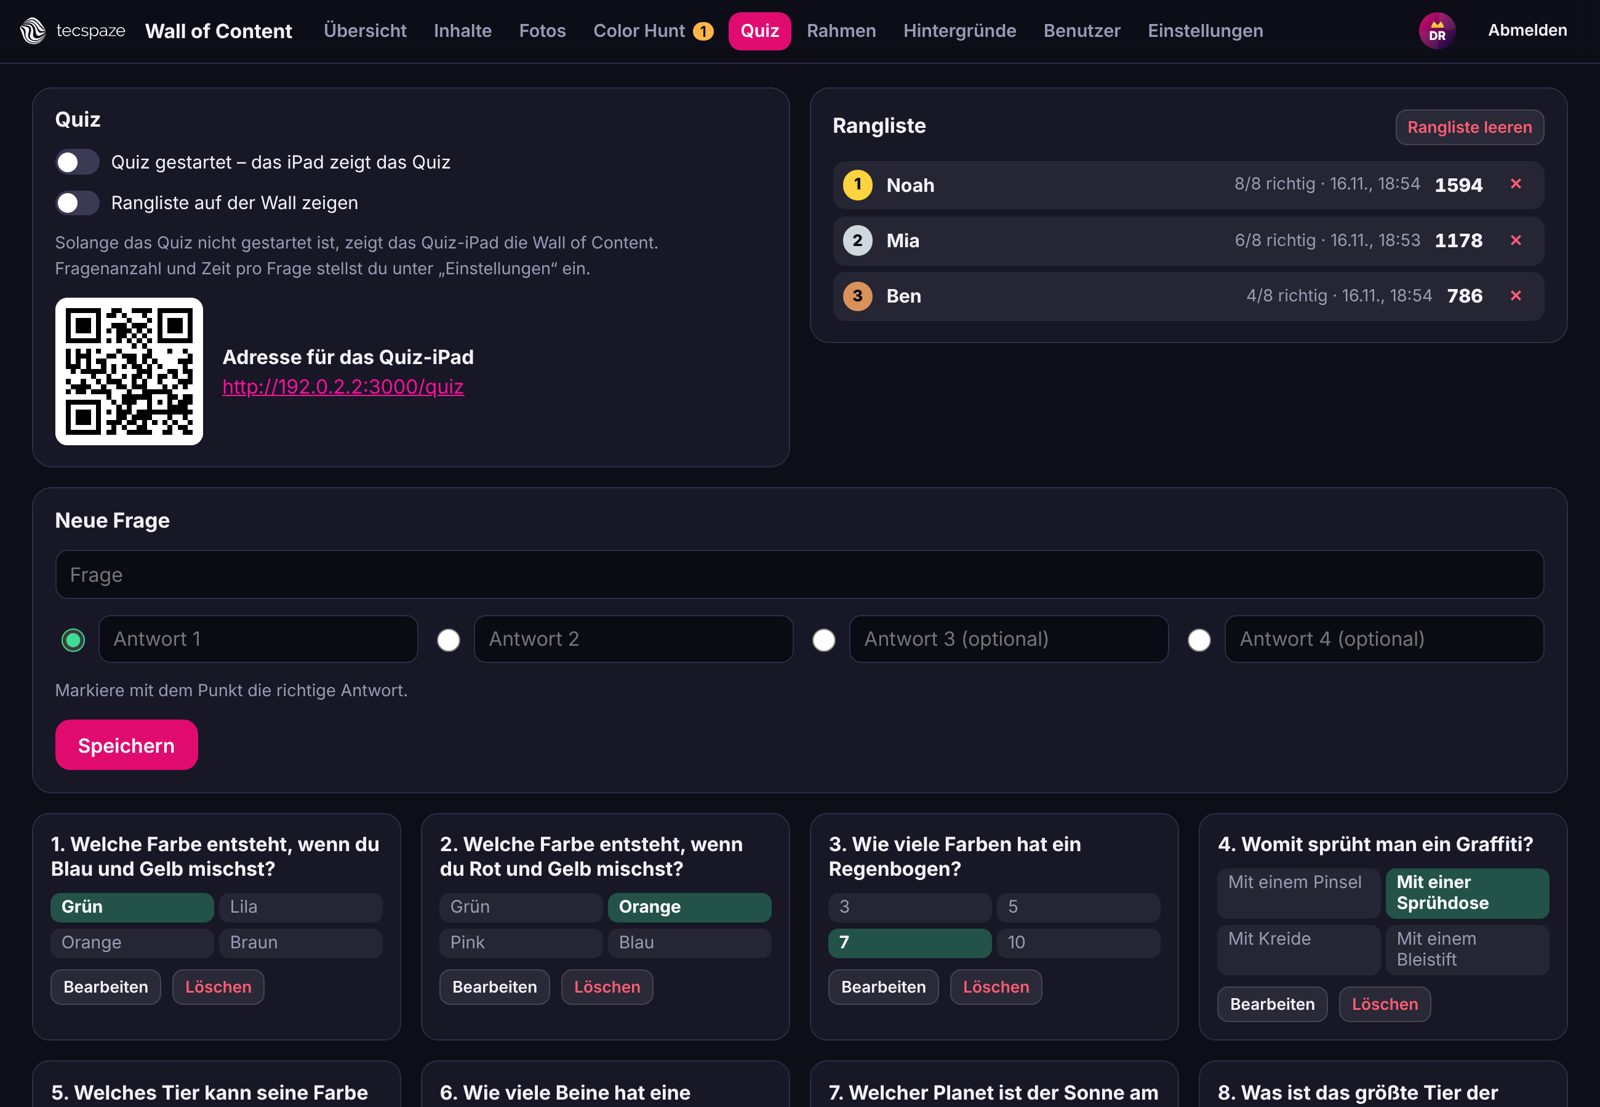 tecspaze Wall of Content Übersicht Inhalte Fotos Color Hunt 1 Quiz Rahmen Hintergründe Benutzer Einstellungen DR Abmelden
Quiz
Quiz gestartet – das iPad zeigt das Quiz
Rangliste auf der Wall zeigen
Solange das Quiz nicht gestartet ist, zeigt das Quiz-iPad die Wall of Content.
Fragenanzahl und Zeit pro Frage stellst du unter „Einstellungen“ ein.
Adresse für das Quiz-iPad
http://192.0.2.2:3000/quiz
Rangliste
Rangliste leeren
1 Noah 8/8 richtig · 16.11., 18:54 1594 ×
2 Mia 6/8 richtig · 16.11., 18:53 1178 ×
3 Ben 4/8 richtig · 16.11., 18:54 786 ×
Neue Frage
Frage
Antwort 1 Antwort 2 Antwort 3 (optional) Antwort 4 (optional)
Markiere mit dem Punkt die richtige Antwort.
Speichern
1. Welche Farbe entsteht, wenn du
Blau und Gelb mischst?
Grün Lila
Orange Braun
Bearbeiten Löschen
2. Welche Farbe entsteht, wenn
du Rot und Gelb mischst?
Grün Orange
Pink Blau
Bearbeiten Löschen
3. Wie viele Farben hat ein
Regenbogen?
3 5
7 10
Bearbeiten Löschen
4. Womit sprüht man ein Graffiti?
Mit einem Pinsel
Mit einer
Sprühdose
Mit Kreide
Mit einem
Bleistift
Bearbeiten Löschen
5. Welches Tier kann seine Farbe
6. Wie viele Beine hat eine
7. Welcher Planet ist der Sonne am
8. Was ist das größte Tier der